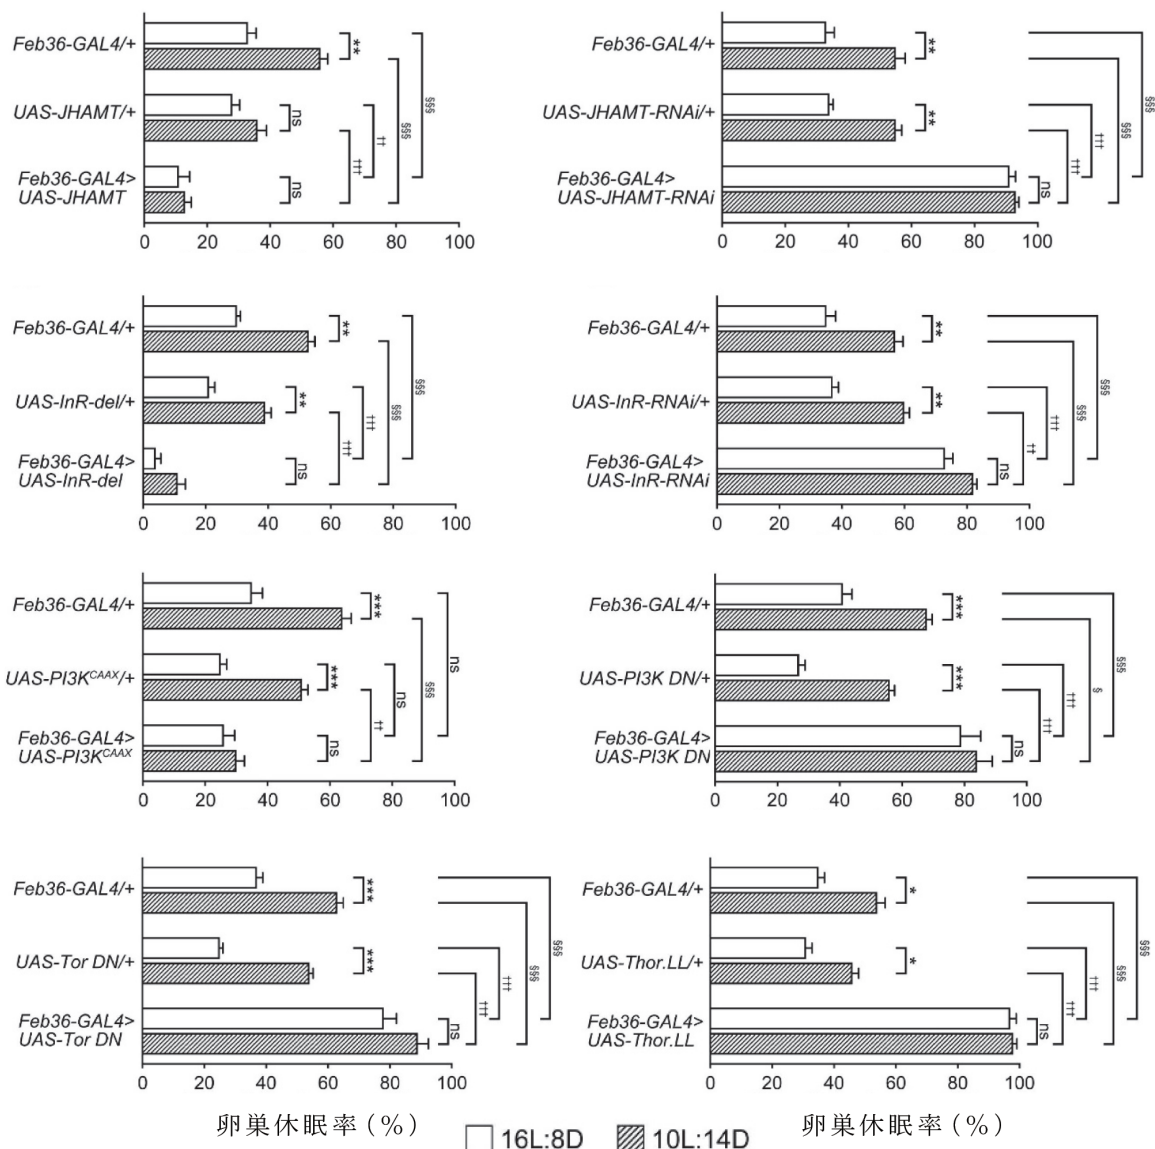 Feb36-GAL4/+
**
UAS-JHAMT/+
ns
Feb36-GAL4>
UAS-JHAMT
ns
†††
††
§§§
§§§
0 20 40 60 80 100
Feb36-GAL4/+
**
UAS-JHAMT-RNAi/+
**
Feb36-GAL4>
UAS-JHAMT-RNAi
ns
†††
†††
§§§
§§§
0 20 40 60 80 100
Feb36-GAL4/+
**
UAS-InR-del/+
**
Feb36-GAL4>
UAS-InR-del
ns
†††
†††
§§§
§§§
0 20 40 60 80 100
Feb36-GAL4/+
**
UAS-InR-RNAi/+
**
Feb36-GAL4>
UAS-InR-RNAi
ns
††
†††
§§§
§§§
0 20 40 60 80 100
Feb36-GAL4/+
***
UAS-PI3K^CAAX/+
***
Feb36-GAL4>
UAS-PI3K^CAAX
ns
††
ns
§§§
ns
0 20 40 60 80 100
Feb36-GAL4/+
***
UAS-PI3K DN/+
***
Feb36-GAL4>
UAS-PI3K DN
ns
†††
†††
§
§§§
0 20 40 60 80 100
Feb36-GAL4/+
***
UAS-Tor DN/+
***
Feb36-GAL4>
UAS-Tor DN
ns
†††
†††
§§§
§§§
0 20 40 60 80 100
Feb36-GAL4/+
*
UAS-Thor.LL/+
*
Feb36-GAL4>
UAS-Thor.LL
ns
†††
†††
§§§
§§§
0 20 40 60 80 100
卵巣休眠率(%)
16L:8D
10L:14D
卵巣休眠率(%)